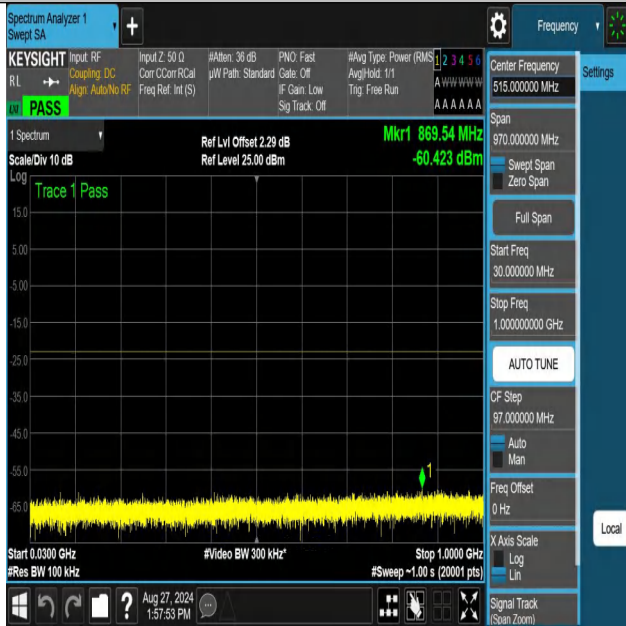 Spectrum Analyzer 1
Swept SA
+
Frequency
KEYSIGHT
RL
PASS
Input: RF
Coupling: DC
Align: Auto/No RF
Input Z: 50 Ω
Corr CCorr RCal
Freq Ref: Int (S)
#Atten: 36 dB
µW Path: Standard
PNO: Fast
Gate: Off
IF Gain: Low
Sig Track: Off
#Avg Type: Power (RMS
Avg|Hold: 1/1
Trig: Free Run
1 2 3 4 5 6
A W W W W W
A A A A A A
1 Spectrum
Scale/Div 10 dB
Log
Ref Lvl Offset 2.29 dB
Ref Level 25.00 dBm
Mkr1 869.54 MHz
-60.423 dBm
Trace 1 Pass
15.0
5.00
-5.00
-15.0
-25.0
-35.0
-45.0
-55.0
-65.0
1
Start 0.0300 GHz
#Res BW 100 kHz
#Video BW 300 kHz*
Stop 1.0000 GHz
#Sweep ~1.00 s (20001 pts)
?
Aug 27, 2024
1:57:53 PM
Center Frequency
515.000000 MHz
Settings
Span
970.000000 MHz
Swept Span
Zero Span
Full Span
Start Freq
30.000000 MHz
Stop Freq
1.000000000 GHz
AUTO TUNE
CF Step
97.000000 MHz
Auto
Man
Freq Offset
0 Hz
Local
X Axis Scale
Log
Lin
Signal Track
(Span Zoom)